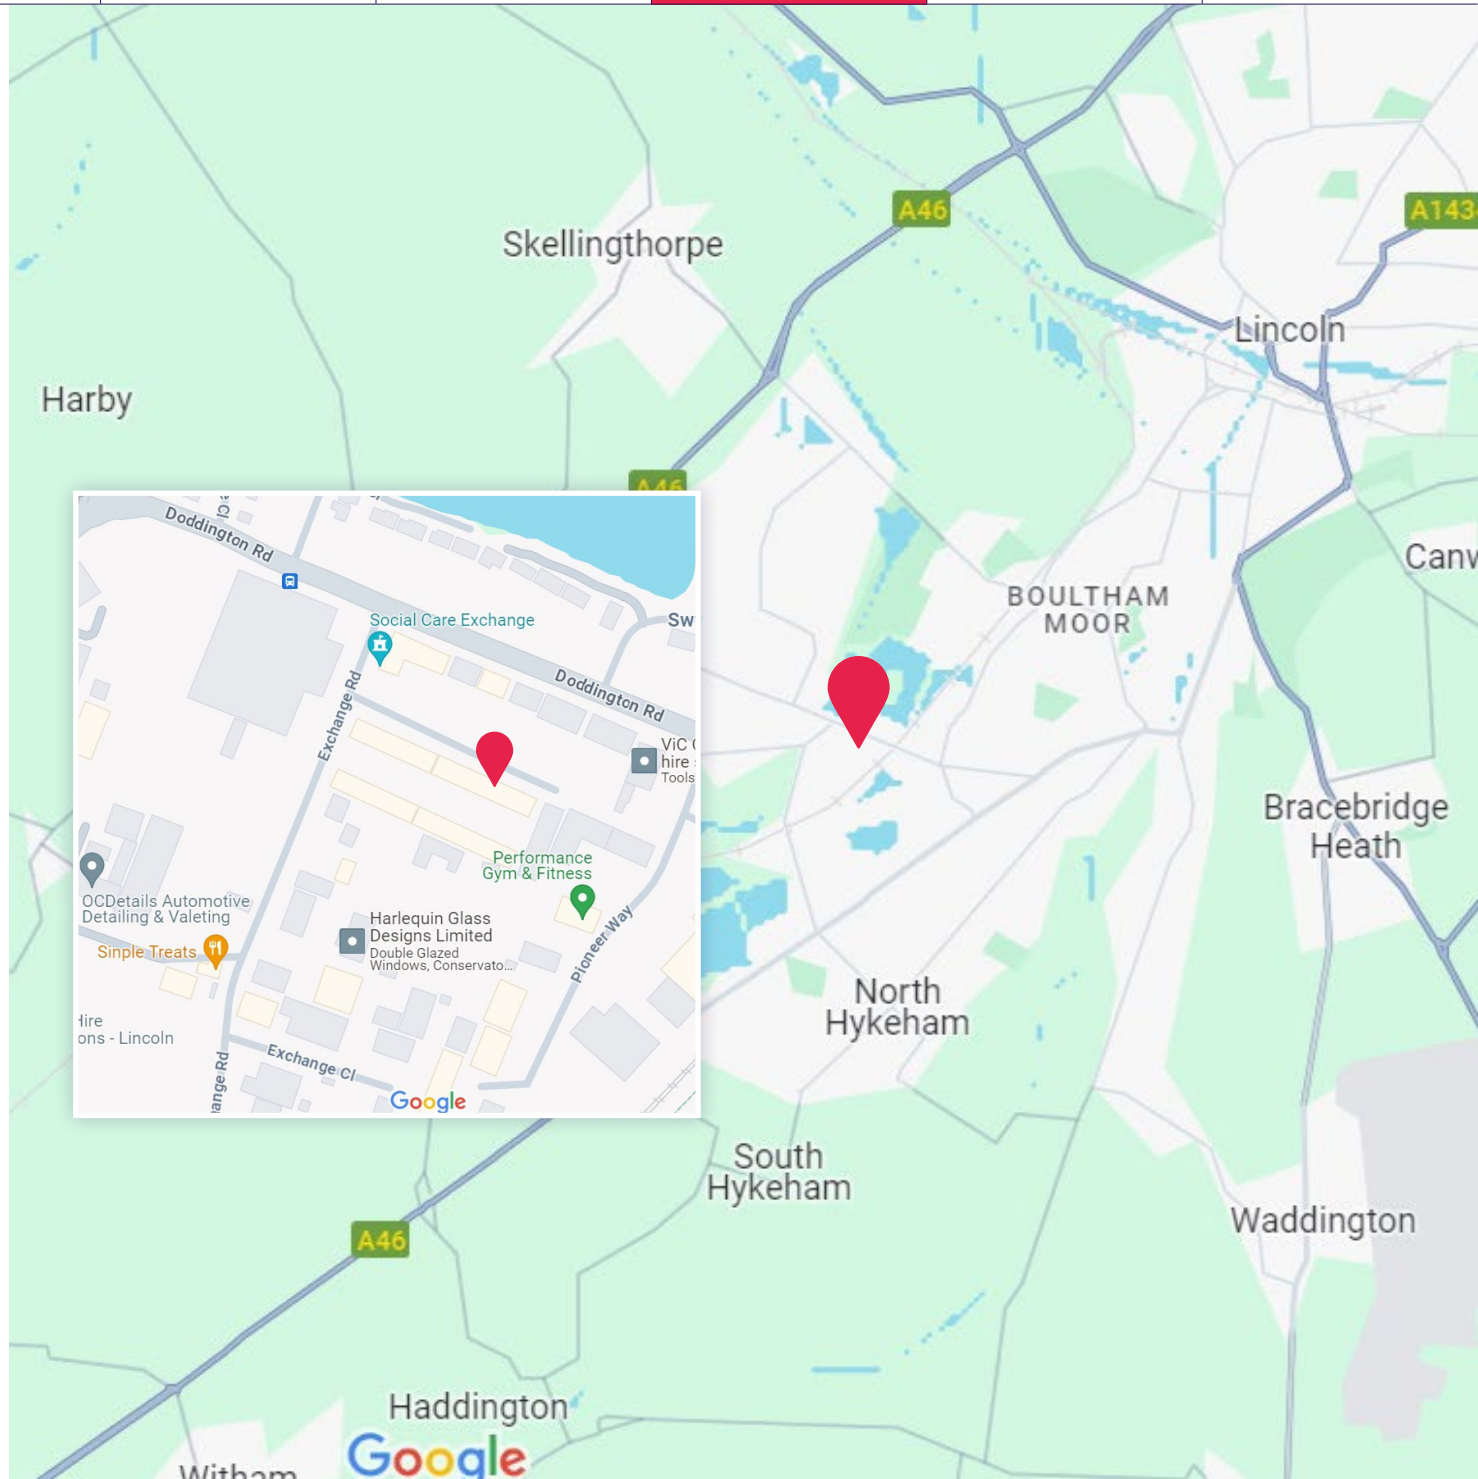 A46
A143
Skellingthorpe
Lincoln
Harby
A46
Doddington Rd
Social Care Exchange
Sw
BOULTHAM
MOOR
Canw
Exchange Rd
Doddington Rd
ViC
hire
Tools
Performance
Gym & Fitness
OCDetails Automotive
Detailing & Valeting
Sinple Treats
Harlequin Glass
Designs Limited
Double Glazed
Windows, Conservato...
Pioneer Way
ons - Lincoln
Exchange Cl
ange Rd
Google
Bracebridge
Heath
North
Hykeham
South
Hykeham
Waddington
A46
Haddington
Google
Witham